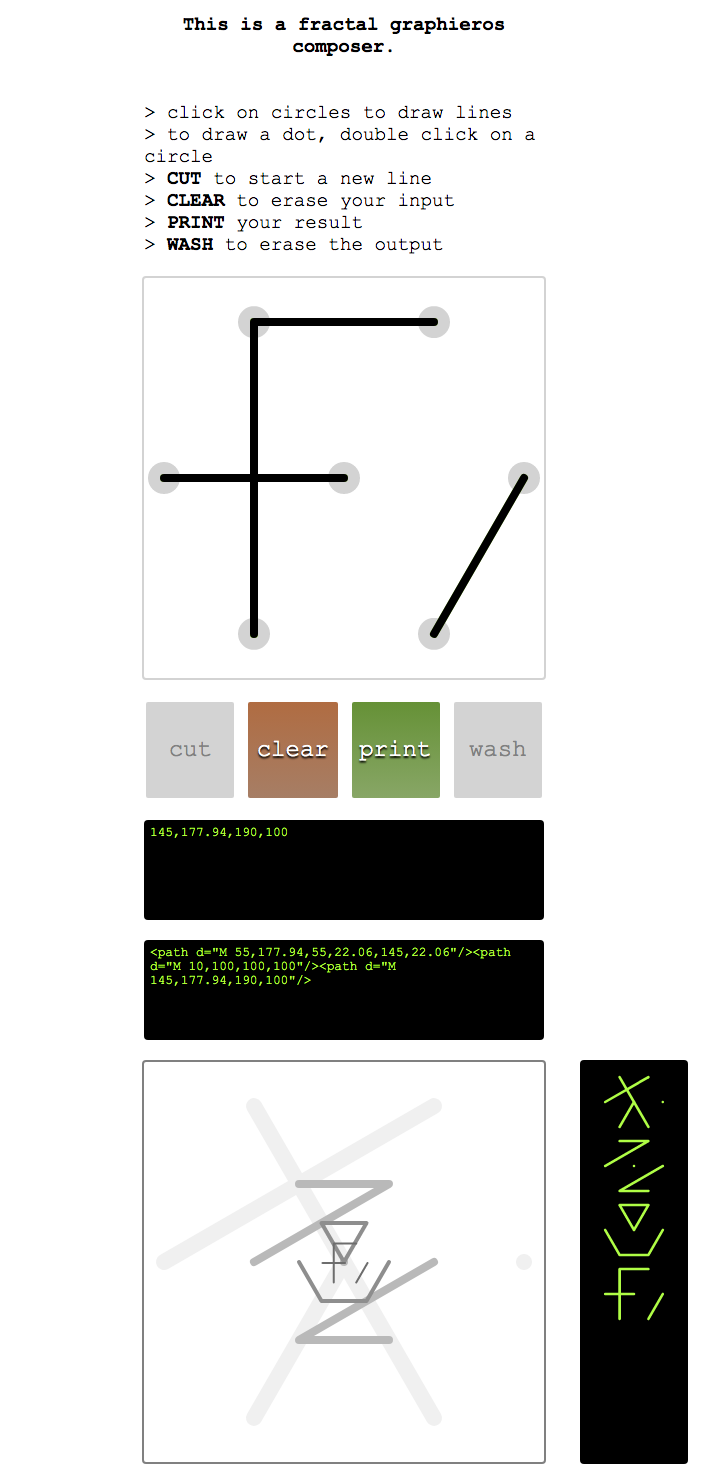 This is a fractal graphieros
composer.
> click on circles to draw lines
> to draw a dot, double click on a
circle
> CUT to start a new line
> CLEAR to erase your input
> PRINT your result
> WASH to erase the output
cut clear print wash
145,177.94,190,100
<path d="M 55,177.94,55,22.06,145,22.06"/><path
d="M 10,100,100,100"/><path d="M
145,177.94,190,100"/>